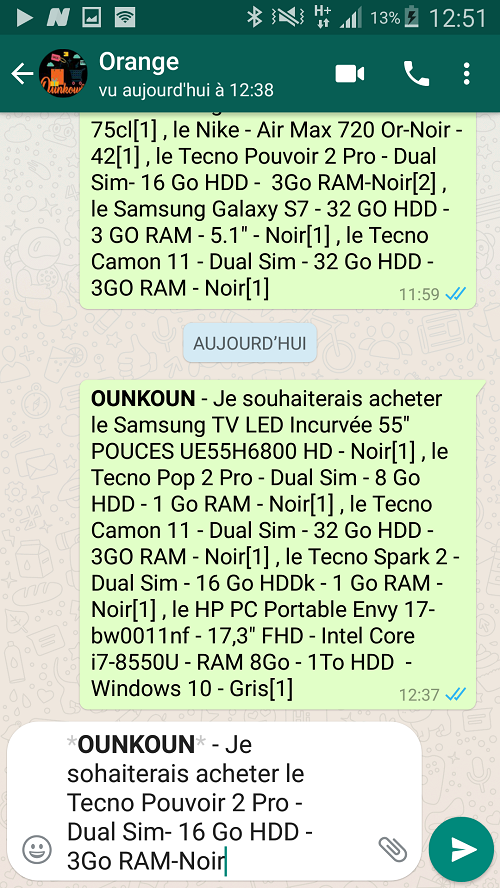 13% 12:51
Orange
vu aujourd'hui à 12:38
75cl[1] , le Nike - Air Max 720 Or-Noir -
42[1] , le Tecno Pouvoir 2 Pro - Dual
Sim- 16 Go HDD -  3Go RAM-Noir[2] ,
le Samsung Galaxy S7 - 32 GO HDD -
3 GO RAM - 5.1" - Noir[1] , le Tecno
Camon 11 - Dual Sim - 32 Go HDD -
3GO RAM - Noir[1]
11:59
AUJOURD'HUI
OUNKOUN - Je souhaiterais acheter
le Samsung TV LED Incurvée 55"
POUCES UE55H6800 HD - Noir[1] , le
Tecno Pop 2 Pro - Dual Sim - 8 Go
HDD - 1 Go RAM - Noir[1] , le Tecno
Camon 11 - Dual Sim - 32 Go HDD -
3GO RAM - Noir[1] , le Tecno Spark 2 -
Dual Sim - 16 Go HDDk - 1 Go RAM -
Noir[1] , le HP PC Portable Envy 17-
bw0011nf - 17,3" FHD - Intel Core
i7-8550U - RAM 8Go - 1To HDD  -
Windows 10 - Gris[1]
12:37
*OUNKOUN* - Je
sohaiterais acheter le
Tecno Pouvoir 2 Pro -
Dual Sim- 16 Go HDD -
3Go RAM-Noir